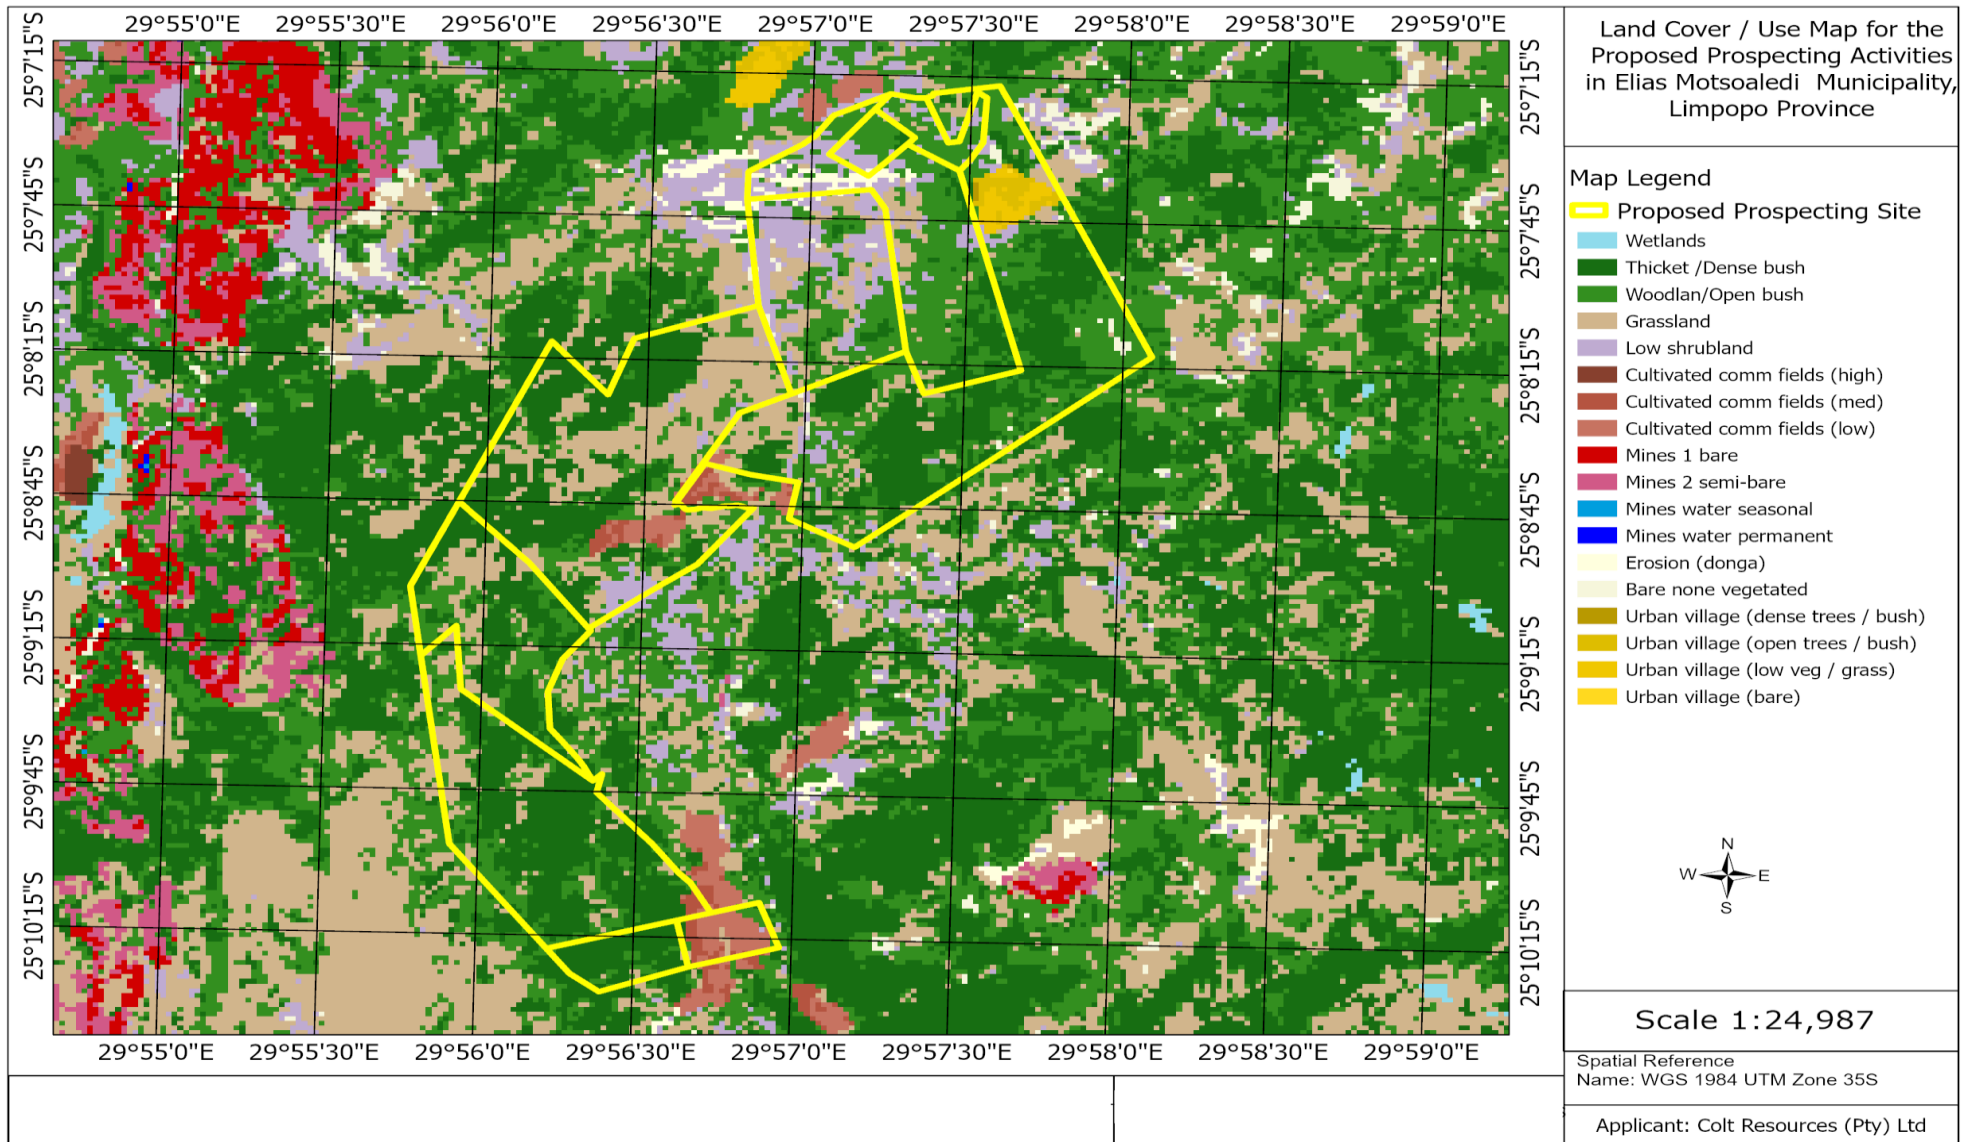 29°55'0"E 29°55'30"E 29°56'0"E 29°56'30"E 29°57'0"E 29°57'30"E 29°58'0"E 29°58'30"E 29°59'0"E
25°7'15"S
25°7'45"S
25°8'15"S
25°8'45"S
25°9'15"S
25°9'45"S
25°10'15"S
25°7'15"S
25°7'45"S
25°8'15"S
25°8'45"S
25°9'15"S
25°9'45"S
25°10'15"S
29°55'0"E 29°55'30"E 29°56'0"E 29°56'30"E 29°57'0"E 29°57'30"E 29°58'0"E 29°58'30"E 29°59'0"E
Land Cover / Use Map for the
Proposed Prospecting Activities
in Elias Motsoaledi Municipality,
Limpopo Province
Map Legend
Proposed Prospecting Site
Wetlands
Thicket /Dense bush
Woodlan/Open bush
Grassland
Low shrubland
Cultivated comm fields (high)
Cultivated comm fields (med)
Cultivated comm fields (low)
Mines 1 bare
Mines 2 semi-bare
Mines water seasonal
Mines water permanent
Erosion (donga)
Bare none vegetated
Urban village (dense trees / bush)
Urban village (open trees / bush)
Urban village (low veg / grass)
Urban village (bare)
N
W E
S
Scale 1:24,987
Spatial Reference
Name: WGS 1984 UTM Zone 35S
Applicant: Colt Resources (Pty) Ltd